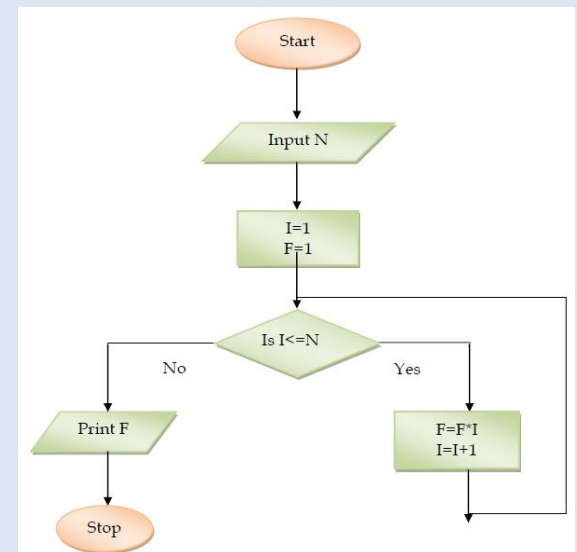 Start
Input N
I=1
F=1
Is I<=N
No
Yes
Print F
F=F*I
I=I+1
Stop